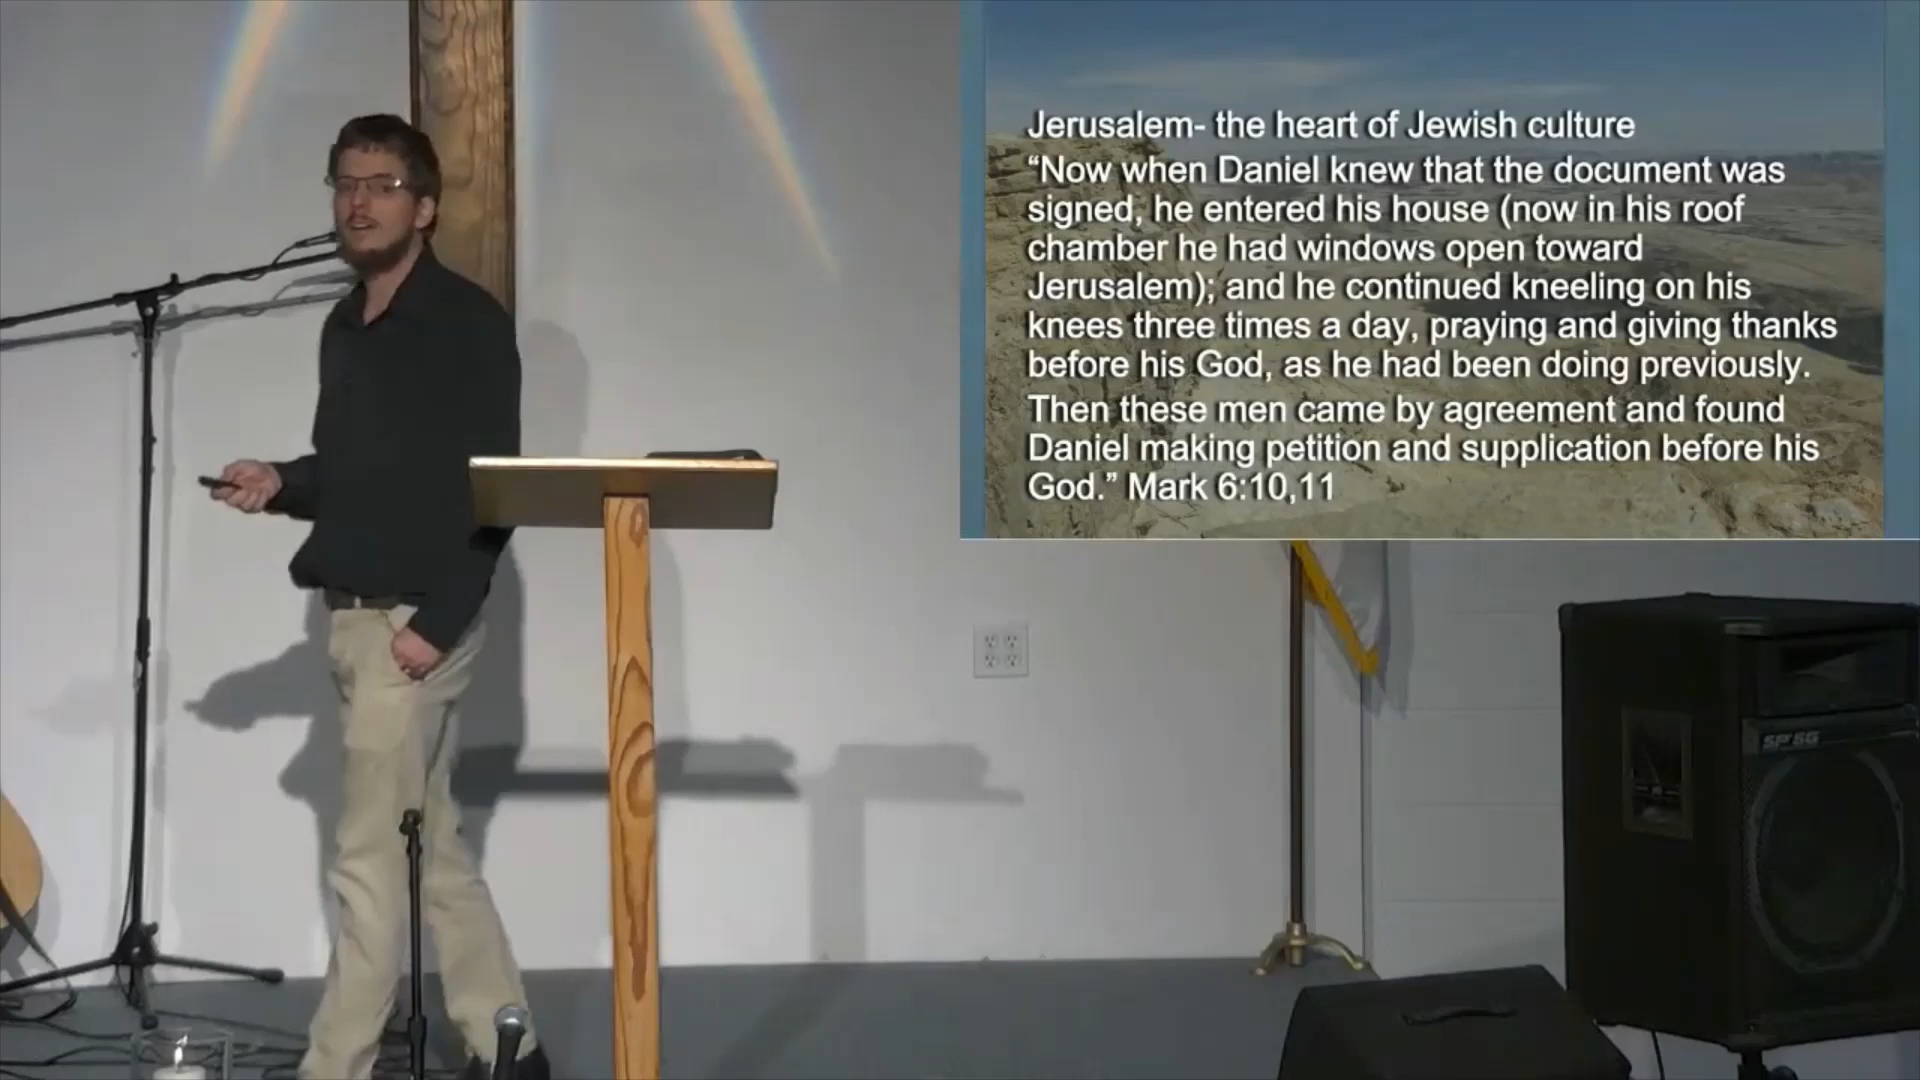 Jerusalem- the heart of Jewish culture
“Now when Daniel knew that the document was
signed, he entered his house (now in his roof
chamber he had windows open toward
Jerusalem); and he continued kneeling on his
knees three times a day, praying and giving thanks
before his God, as he had been doing previously.
Then these men came by agreement and found
Daniel making petition and supplication before his
God.” Mark 6:10,11
SP 5G